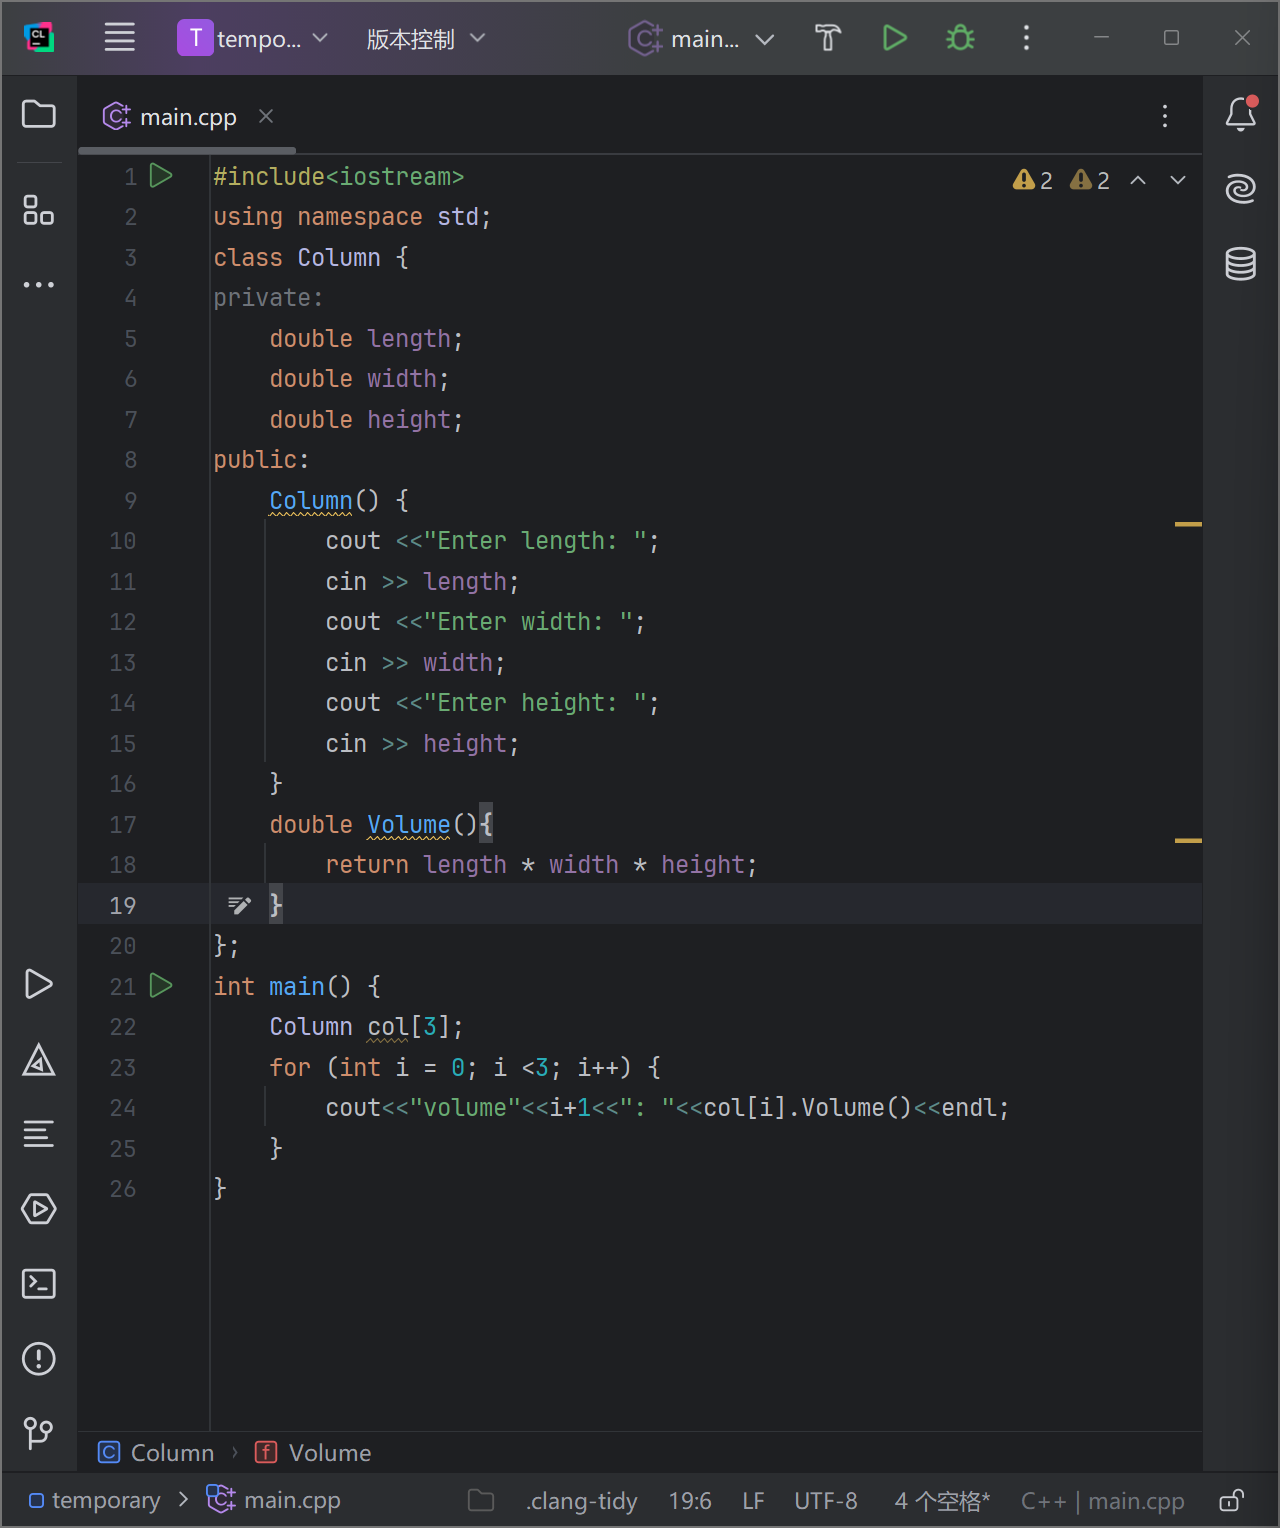 CL
T tempo... 版本控制 main...
main.cpp
2 2
1 #include<iostream>
2 using namespace std;
3 class Column {
4 private:
5     double length;
6     double width;
7     double height;
8 public:
9     Column() {
10         cout <<"Enter length: ";
11         cin >> length;
12         cout <<"Enter width: ";
13         cin >> width;
14         cout <<"Enter height: ";
15         cin >> height;
16     }
17     double Volume(){
18         return length * width * height;
19     }
20 };
21 int main() {
22     Column col[3];
23     for (int i = 0; i <3; i++) {
24         cout<<"volume"<<i+1<<": "<<col[i].Volume()<<endl;
25     }
26 }
C Column › f Volume
temporary > main.cpp .clang-tidy 19:6 LF UTF-8 4 个空格* C++ | main.cpp